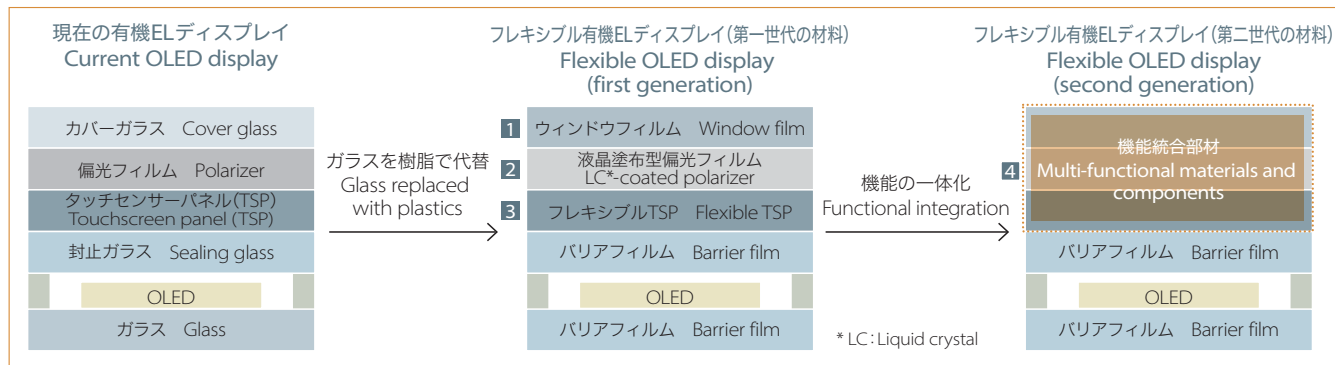 現在の有機ELディスプレイ
Current OLED display
カバーガラス Cover glass
偏光フィルム Polarizer
タッチセンサーパネル(TSP)
Touchscreen panel (TSP)
封止ガラス Sealing glass
OLED
ガラス Glass
ガラスを樹脂で代替
Glass replaced
with plastics
フレキシブル有機ELディスプレイ(第一世代の材料)
Flexible OLED display
(first generation)
1 ウィンドウフィルム Window film
2 液晶塗布型偏光フィルム
LC*-coated polarizer
3 フレキシブルTSP Flexible TSP
バリアフィルム Barrier film
OLED
バリアフィルム Barrier film
機能の一体化
Functional integration
* LC:Liquid crystal
フレキシブル有機ELディスプレイ(第二世代の材料)
Flexible OLED display
(second generation)
4 機能統合部材
Multi-functional materials and
components
バリアフィルム Barrier film
OLED
バリアフィルム Barrier film